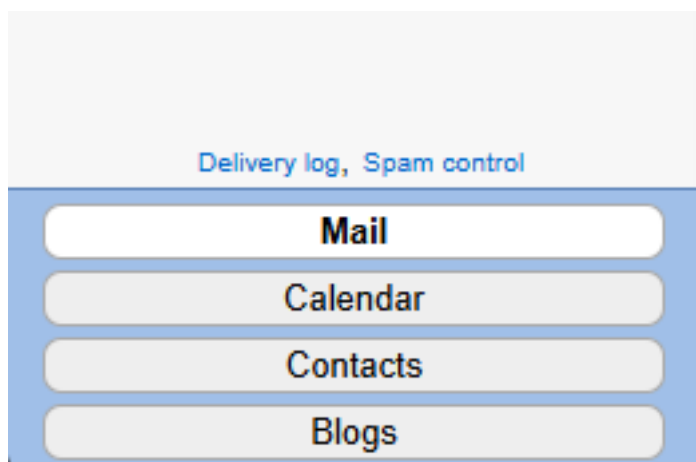 Delivery log, Spam control
Mail
Calendar
Contacts
Blogs